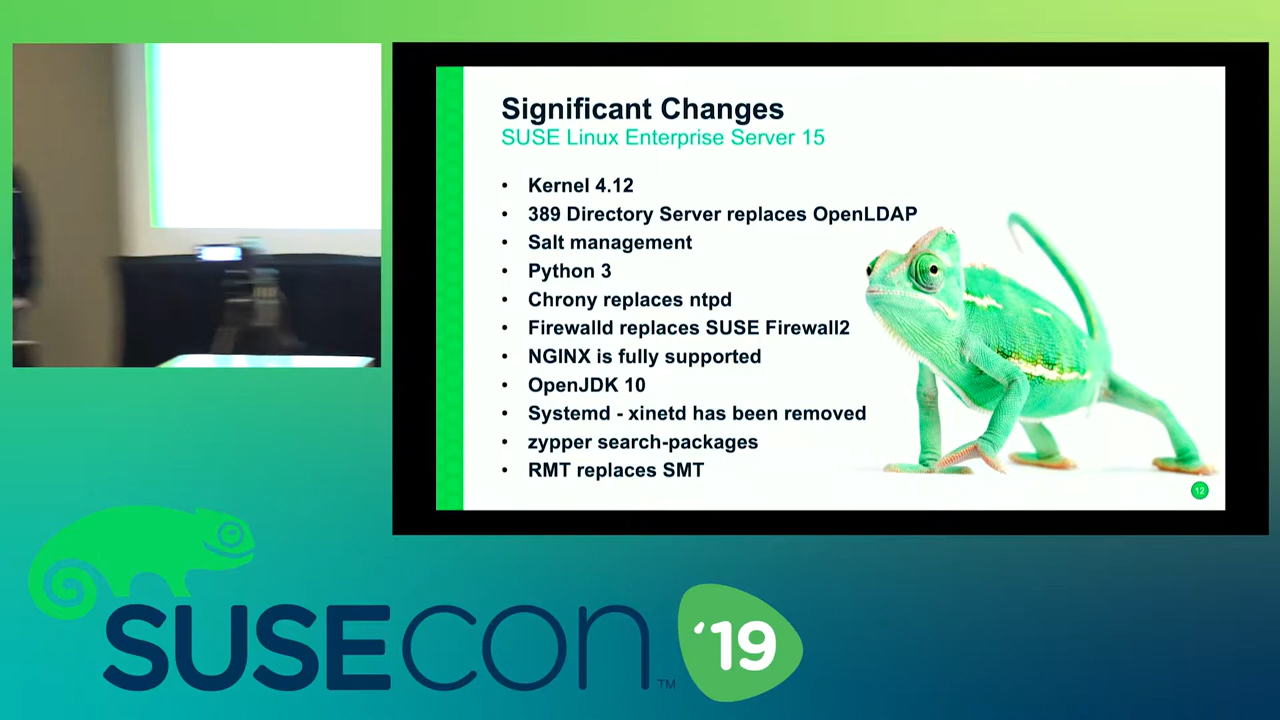 Significant Changes
SUSE Linux Enterprise Server 15
• Kernel 4.12
• 389 Directory Server replaces OpenLDAP
• Salt management
• Python 3
• Chrony replaces ntpd
• Firewalld replaces SUSE Firewall2
• NGINX is fully supported
• OpenJDK 10
• Systemd - xinetd has been removed
• zypper search-packages
• RMT replaces SMT
12
SUSECON™ '19